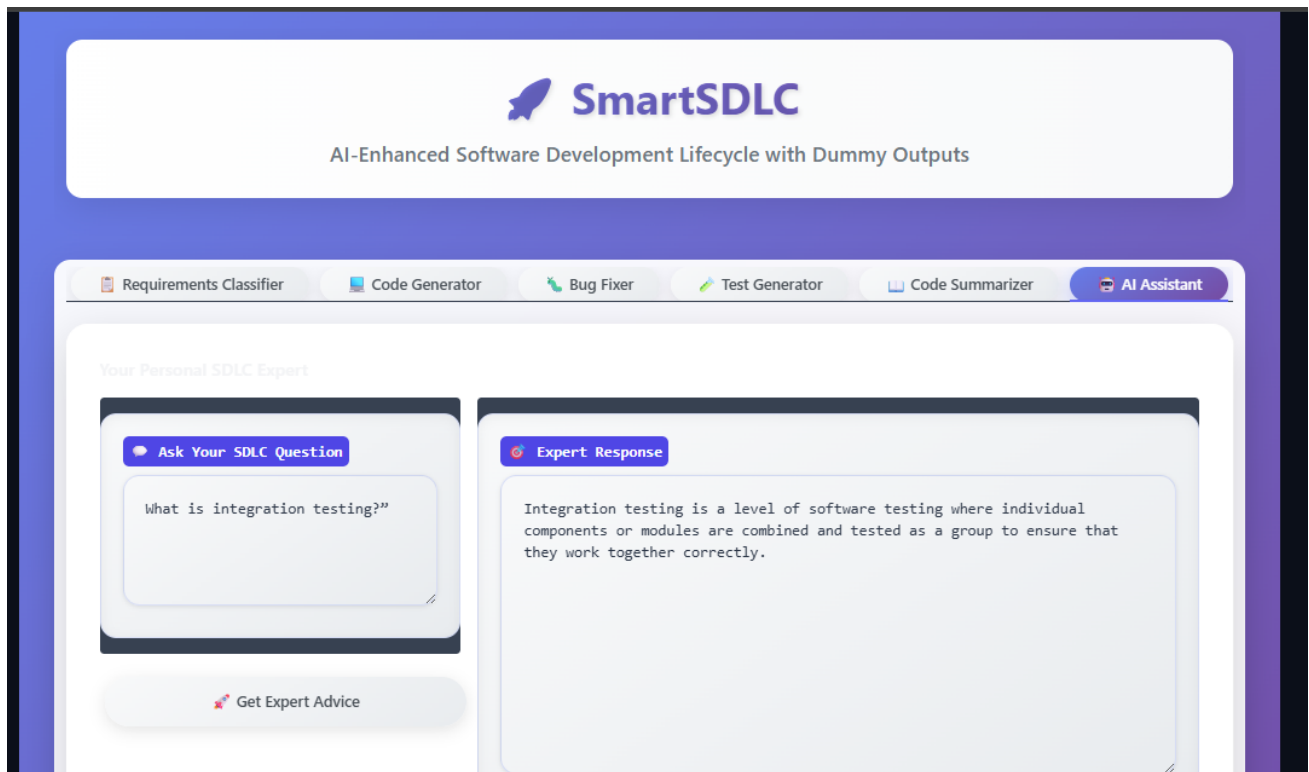 SmartSDLC
AI-Enhanced Software Development Lifecycle with Dummy Outputs
Requirements Classifier
Code Generator
Bug Fixer
Test Generator
Code Summarizer
AI Assistant
Your Personal SDLC Expert
Ask Your SDLC Question
What is integration testing?”
Get Expert Advice
Expert Response
Integration testing is a level of software testing where individual
components or modules are combined and tested as a group to ensure that
they work together correctly.